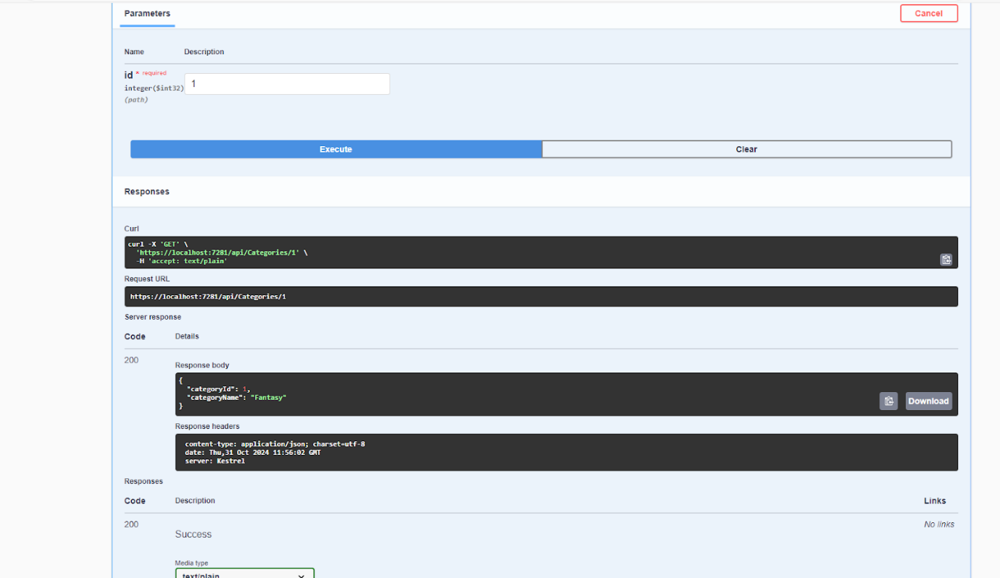 Parameters
Cancel
Name Description
id * required
integer($int32)
(path)
1
Execute Clear
Responses
Curl
curl -X 'GET' \
'https://localhost:7281/api/Categories/1' \
-H 'accept: text/plain'
Request URL
https://localhost:7281/api/Categories/1
Server response
Code Details
200
Response body
{
"categoryId": 1,
"categoryName": "Fantasy"
}
Download
Response headers
content-type: application/json; charset=utf-8
date: Thu,31 Oct 2024 11:56:02 GMT
server: Kestrel
Responses
Code Description Links
200
Success
No links
Media type
text/plain